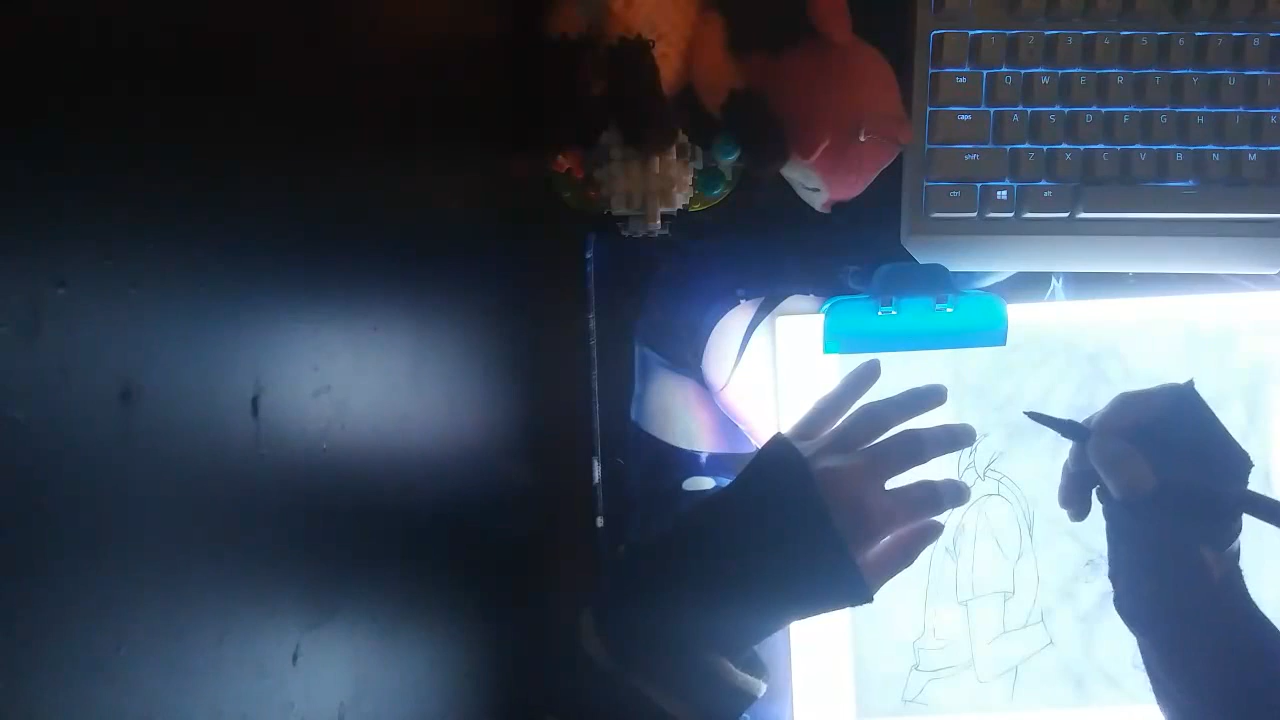 1 2 3 4 5 6 7 8
tab Q W E R T Y U I
caps A S D F G H J K
shift Z X C V B N M
ctrl alt